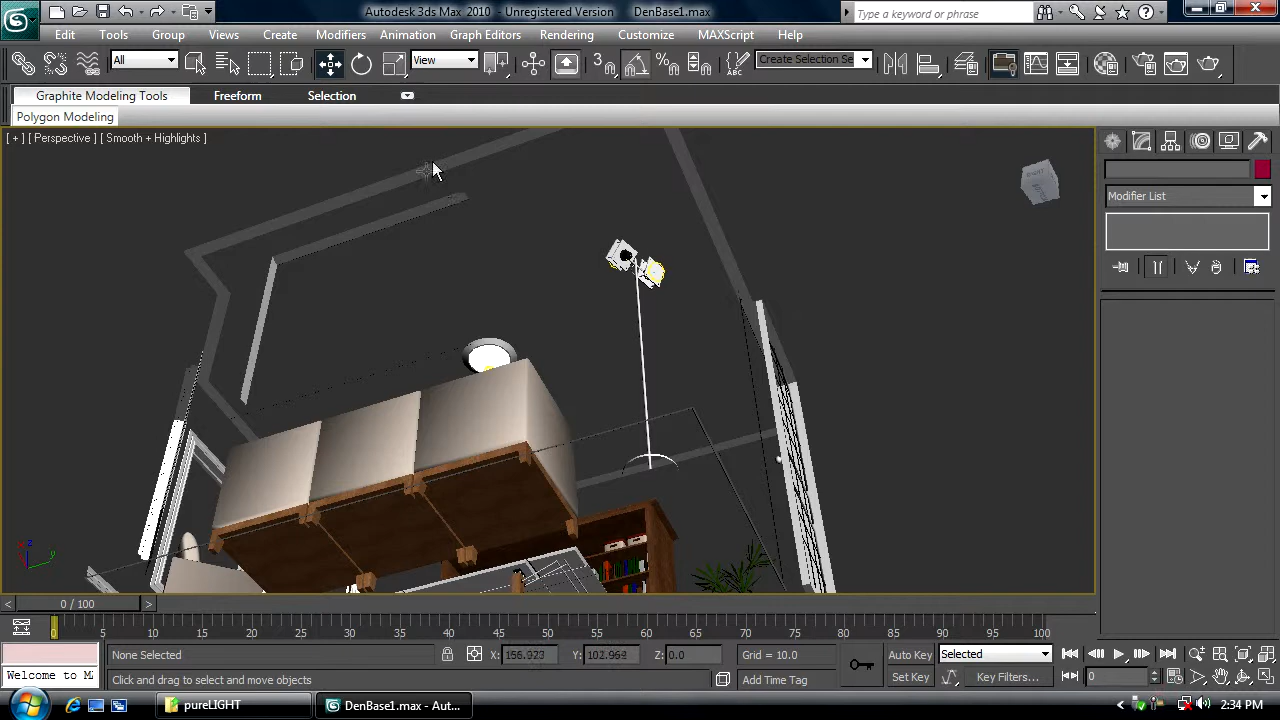 Autodesk 3ds Max 2010 - Unregistered Version DenBase1.max
Type a keyword or phrase
Edit Tools Group Views Create Modifiers Animation Graph Editors Rendering Customize MAXScript Help
All View Create Selection Se
Graphite Modeling Tools Freeform Selection
Polygon Modeling
[ + ] [ Perspective ] [ Smooth + Highlights ]
Modifier List
z y
< 0 / 100 >
0 5 10 15 20 25 30 35 40 45 50 55 60 65 70 75 80 85 90 95 100
None Selected X: 156.923 Y: 102.964 Z: 0.0 Grid = 10.0 Auto Key Selected
Welcome to M Click and drag to select and move objects Add Time Tag Set Key Key Filters... 0
pureLIGHT DenBase1.max - Aut... 2:34 PM